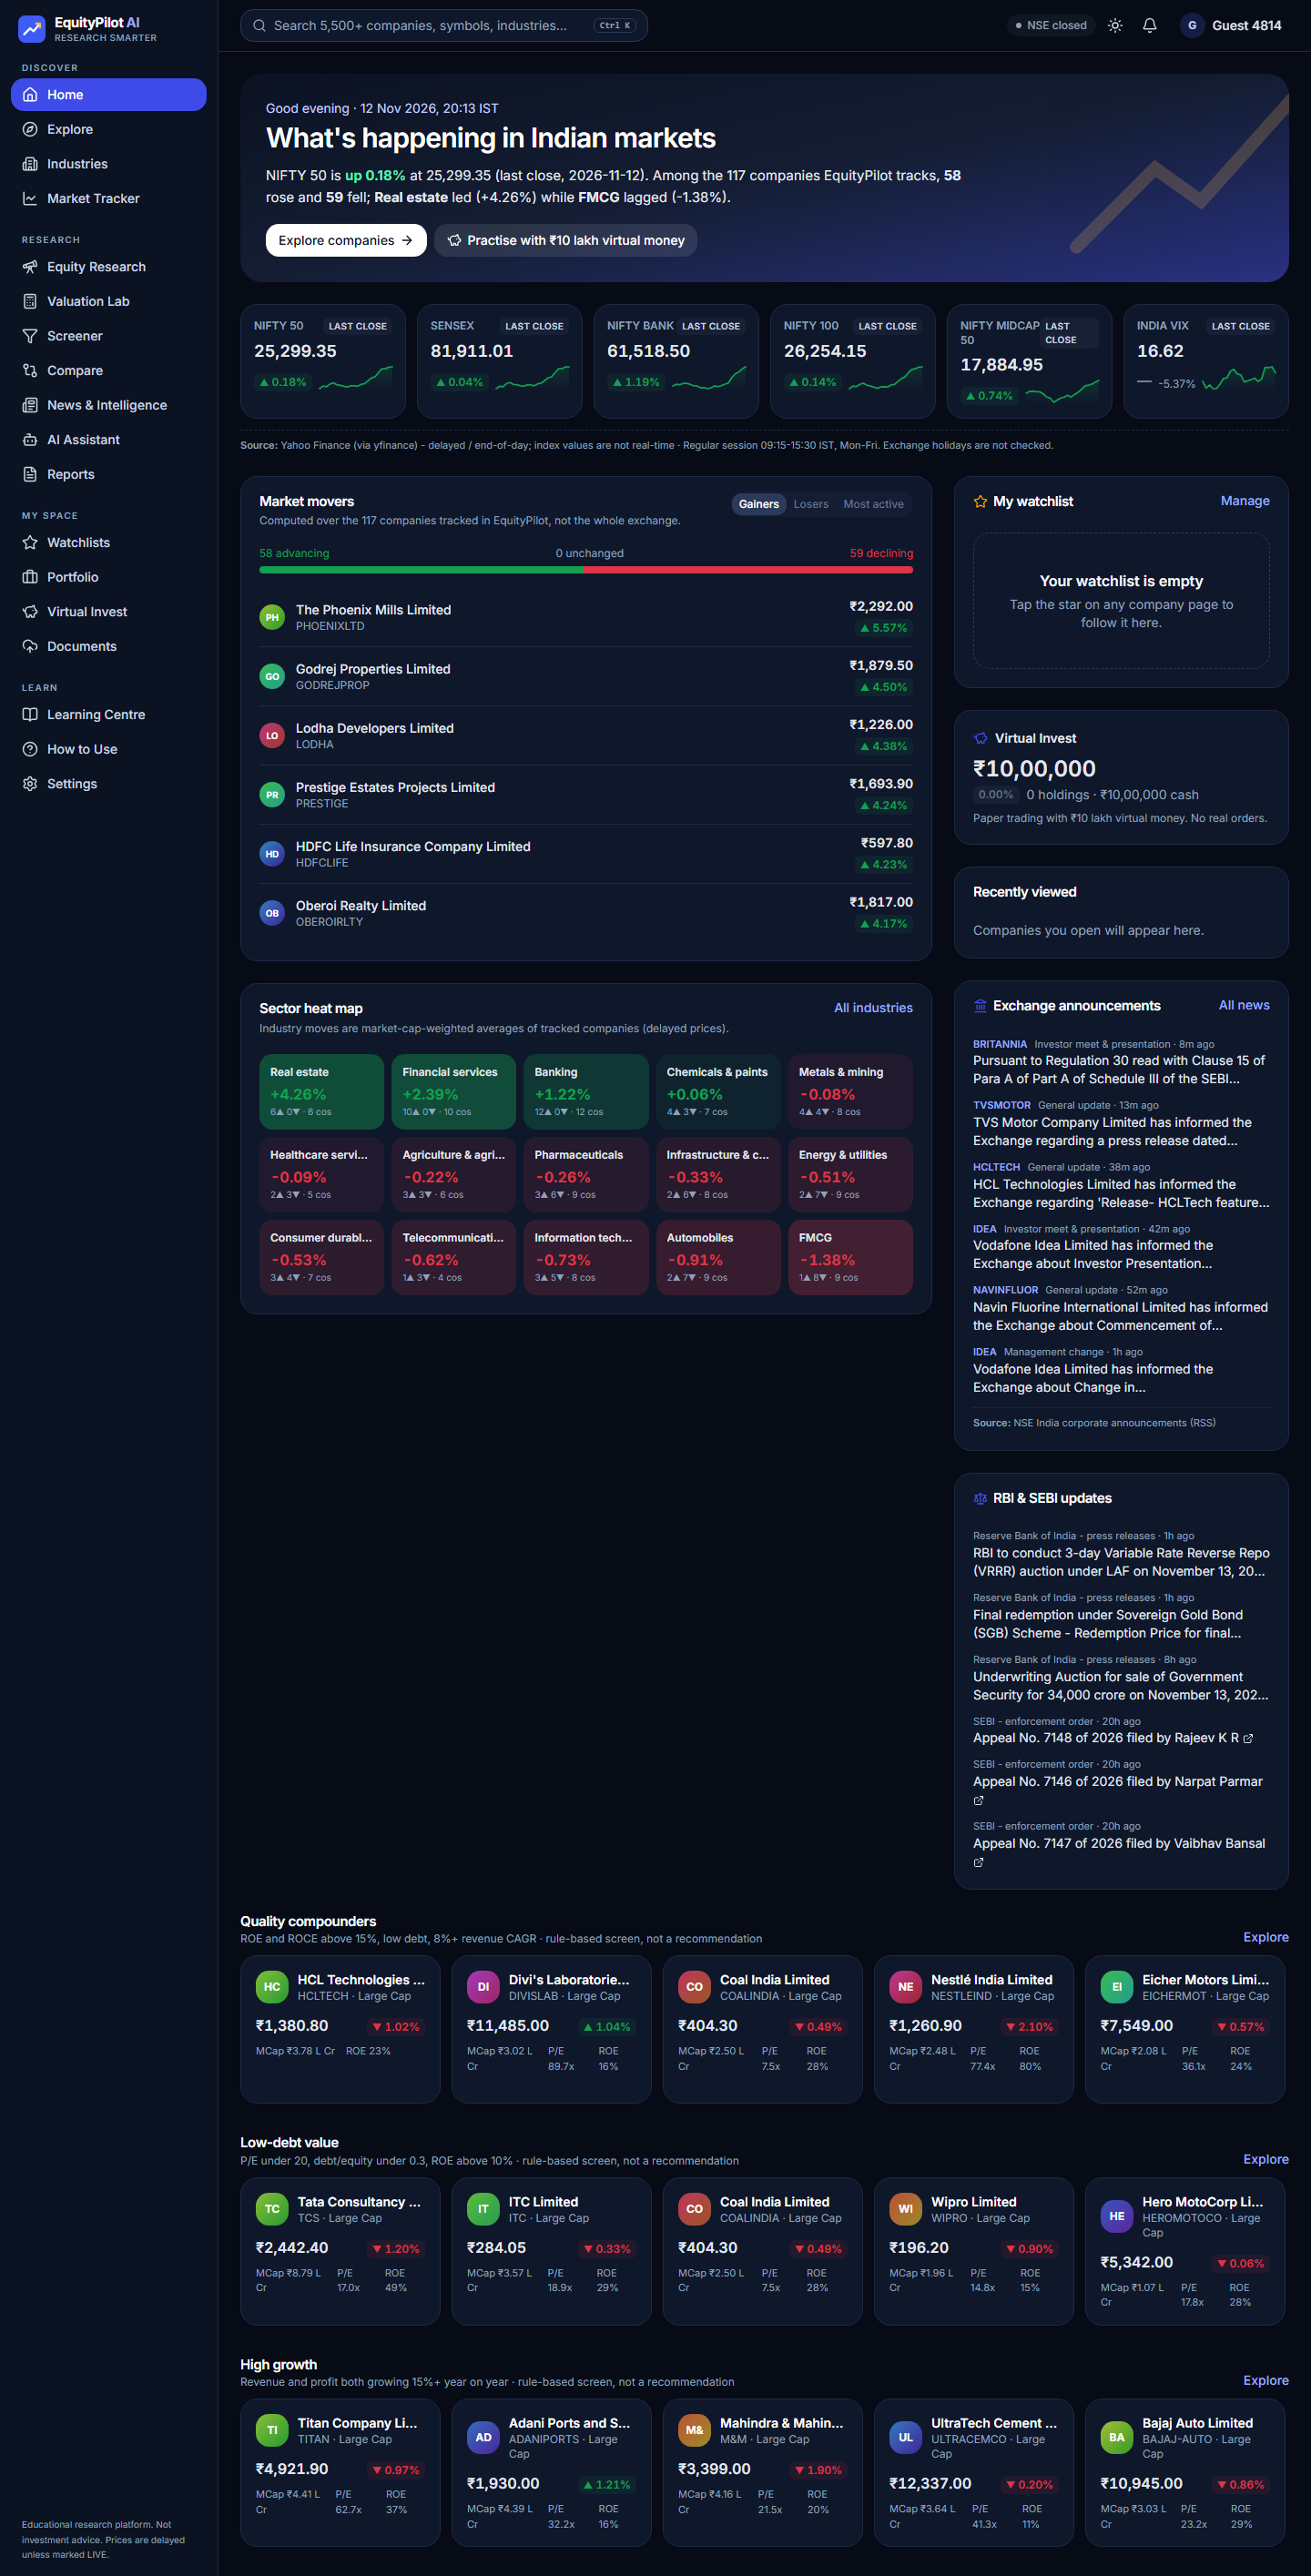 EquityPilot AI
RESEARCH SMARTER
DISCOVER
Home
Explore
Industries
Market Tracker
RESEARCH
Equity Research
Valuation Lab
Screener
Compare
News & Intelligence
AI Assistant
Reports
MY SPACE
Watchlists
Portfolio
Virtual Invest
Documents
LEARN
Learning Centre
How to Use
Settings
Educational research platform. Not
investment advice. Prices are delayed
unless marked LIVE.
Search 5,500+ companies, symbols, industries...
Ctrl K
NSE closed
G
Guest 4814
Good evening · 12 Nov 2026, 20:13 IST
What's happening in Indian markets
NIFTY 50 is up 0.18% at 25,299.35 (last close, 2026-11-12). Among the 117 companies EquityPilot tracks, 58
rose and 59 fell; Real estate led (+4.26%) while FMCG lagged (-1.38%).
Explore companies →
Practise with ₹10 lakh virtual money
NIFTY 50 LAST CLOSE
25,299.35
▲ 0.18%
SENSEX LAST CLOSE
81,911.01
▲ 0.04%
NIFTY BANK LAST CLOSE
61,518.50
▲ 1.19%
NIFTY 100 LAST CLOSE
26,254.15
▲ 0.14%
NIFTY MIDCAP LAST
50 CLOSE
17,884.95
▲ 0.74%
INDIA VIX LAST CLOSE
16.62
— -5.37%
Source: Yahoo Finance (via yfinance) - delayed / end-of-day; index values are not real-time · Regular session 09:15-15:30 IST, Mon-Fri. Exchange holidays are not checked.
Market movers
Computed over the 117 companies tracked in EquityPilot, not the whole exchange.
Gainers Losers Most active
58 advancing 0 unchanged 59 declining
PH
The Phoenix Mills Limited ₹2,292.00
PHOENIXLTD ▲ 5.57%
GO
Godrej Properties Limited ₹1,879.50
GODREJPROP ▲ 4.50%
LO
Lodha Developers Limited ₹1,226.00
LODHA ▲ 4.38%
PR
Prestige Estates Projects Limited ₹1,693.90
PRESTIGE ▲ 4.24%
HD
HDFC Life Insurance Company Limited ₹597.80
HDFCLIFE ▲ 4.23%
OB
Oberoi Realty Limited ₹1,817.00
OBEROIRLTY ▲ 4.17%
Sector heat map All industries
Industry moves are market-cap-weighted averages of tracked companies (delayed prices).
Real estate
+4.26%
6▲ 0▼ · 6 cos
Financial services
+2.39%
10▲ 0▼ · 10 cos
Banking
+1.22%
12▲ 0▼ · 12 cos
Chemicals & paints
+0.06%
4▲ 3▼ · 7 cos
Metals & mining
-0.08%
4▲ 4▼ · 8 cos
Healthcare servi...
-0.09%
2▲ 3▼ · 5 cos
Agriculture & agri...
-0.22%
3▲ 3▼ · 6 cos
Pharmaceuticals
-0.26%
3▲ 6▼ · 9 cos
Infrastructure & c...
-0.33%
2▲ 6▼ · 8 cos
Energy & utilities
-0.51%
2▲ 7▼ · 9 cos
Consumer durabl...
-0.53%
3▲ 4▼ · 7 cos
Telecommunicati...
-0.62%
1▲ 3▼ · 4 cos
Information tech...
-0.73%
3▲ 5▼ · 8 cos
Automobiles
-0.91%
2▲ 7▼ · 9 cos
FMCG
-1.38%
1▲ 8▼ · 9 cos
My watchlist Manage
Your watchlist is empty
Tap the star on any company page to
follow it here.
Virtual Invest
₹10,00,000
0.00% 0 holdings · ₹10,00,000 cash
Paper trading with ₹10 lakh virtual money. No real orders.
Recently viewed
Companies you open will appear here.
Exchange announcements All news
BRITANNIA Investor meet & presentation · 8m ago
Pursuant to Regulation 30 read with Clause 15 of
Para A of Part A of Schedule III of the SEBI...
TVSMOTOR General update · 13m ago
TVS Motor Company Limited has informed the
Exchange regarding a press release dated...
HCLTECH General update · 38m ago
HCL Technologies Limited has informed the
Exchange regarding 'Release- HCLTech feature...
IDEA Investor meet & presentation · 42m ago
Vodafone Idea Limited has informed the
Exchange about Investor Presentation...
NAVINFLUOR General update · 52m ago
Navin Fluorine International Limited has informed
the Exchange about Commencement of...
IDEA Management change · 1h ago
Vodafone Idea Limited has informed the
Exchange about Change in...
Source: NSE India corporate announcements (RSS)
RBI & SEBI updates
Reserve Bank of India - press releases · 1h ago
RBI to conduct 3-day Variable Rate Reverse Repo
(VRRR) auction under LAF on November 13, 20...
Reserve Bank of India - press releases · 1h ago
Final redemption under Sovereign Gold Bond
(SGB) Scheme - Redemption Price for final...
Reserve Bank of India - press releases · 8h ago
Underwriting Auction for sale of Government
Security for 34,000 crore on November 13, 202...
SEBI - enforcement order · 20h ago
Appeal No. 7148 of 2026 filed by Rajeev K R
SEBI - enforcement order · 20h ago
Appeal No. 7146 of 2026 filed by Narpat Parmar
SEBI - enforcement order · 20h ago
Appeal No. 7147 of 2026 filed by Vaibhav Bansal
Quality compounders
ROE and ROCE above 15%, low debt, 8%+ revenue CAGR · rule-based screen, not a recommendation
Explore
HC
HCL Technologies ...
HCLTECH · Large Cap
₹1,380.80 ▼ 1.02%
MCap ₹3.78 L Cr ROE 23%
DI
Divi's Laboratorie...
DIVISLAB · Large Cap
₹11,485.00 ▲ 1.04%
MCap ₹3.02 L P/E ROE
Cr 89.7x 16%
CO
Coal India Limited
COALINDIA · Large Cap
₹404.30 ▼ 0.49%
MCap ₹2.50 L P/E ROE
Cr 7.5x 28%
NE
Nestlé India Limited
NESTLEIND · Large Cap
₹1,260.90 ▼ 2.10%
MCap ₹2.48 L P/E ROE
Cr 77.4x 80%
EI
Eicher Motors Limi...
EICHERMOT · Large Cap
₹7,549.00 ▼ 0.57%
MCap ₹2.08 L P/E ROE
Cr 36.1x 24%
Low-debt value
P/E under 20, debt/equity under 0.3, ROE above 10% · rule-based screen, not a recommendation
Explore
TC
Tata Consultancy ...
TCS · Large Cap
₹2,442.40 ▼ 1.20%
MCap ₹8.79 L P/E ROE
Cr 17.0x 49%
IT
ITC Limited
ITC · Large Cap
₹284.05 ▼ 0.33%
MCap ₹3.57 L P/E ROE
Cr 18.9x 29%
CO
Coal India Limited
COALINDIA · Large Cap
₹404.30 ▼ 0.49%
MCap ₹2.50 L P/E ROE
Cr 7.5x 28%
WI
Wipro Limited
WIPRO · Large Cap
₹196.20 ▼ 0.90%
MCap ₹1.96 L P/E ROE
Cr 14.8x 15%
HE
Hero MotoCorp Li...
HEROMOTOCO · Large
Cap
₹5,342.00 ▼ 0.06%
MCap ₹1.07 L P/E ROE
Cr 17.8x 28%
High growth
Revenue and profit both growing 15%+ year on year · rule-based screen, not a recommendation
Explore
TI
Titan Company Li...
TITAN · Large Cap
₹4,921.90 ▼ 0.97%
MCap ₹4.41 L P/E ROE
Cr 62.7x 37%
AD
Adani Ports and S...
ADANIPORTS · Large
Cap
₹1,930.00 ▲ 1.21%
MCap ₹4.39 L P/E ROE
Cr 32.2x 16%
M&
Mahindra & Mahin...
M&M · Large Cap
₹3,399.00 ▼ 1.90%
MCap ₹4.16 L P/E ROE
Cr 21.5x 20%
UL
UltraTech Cement ...
ULTRACEMCO · Large
Cap
₹12,337.00 ▼ 0.20%
MCap ₹3.64 L P/E ROE
Cr 41.3x 11%
BA
Bajaj Auto Limited
BAJAJ-AUTO · Large
Cap
₹10,945.00 ▼ 0.86%
MCap ₹3.03 L P/E ROE
Cr 23.2x 29%